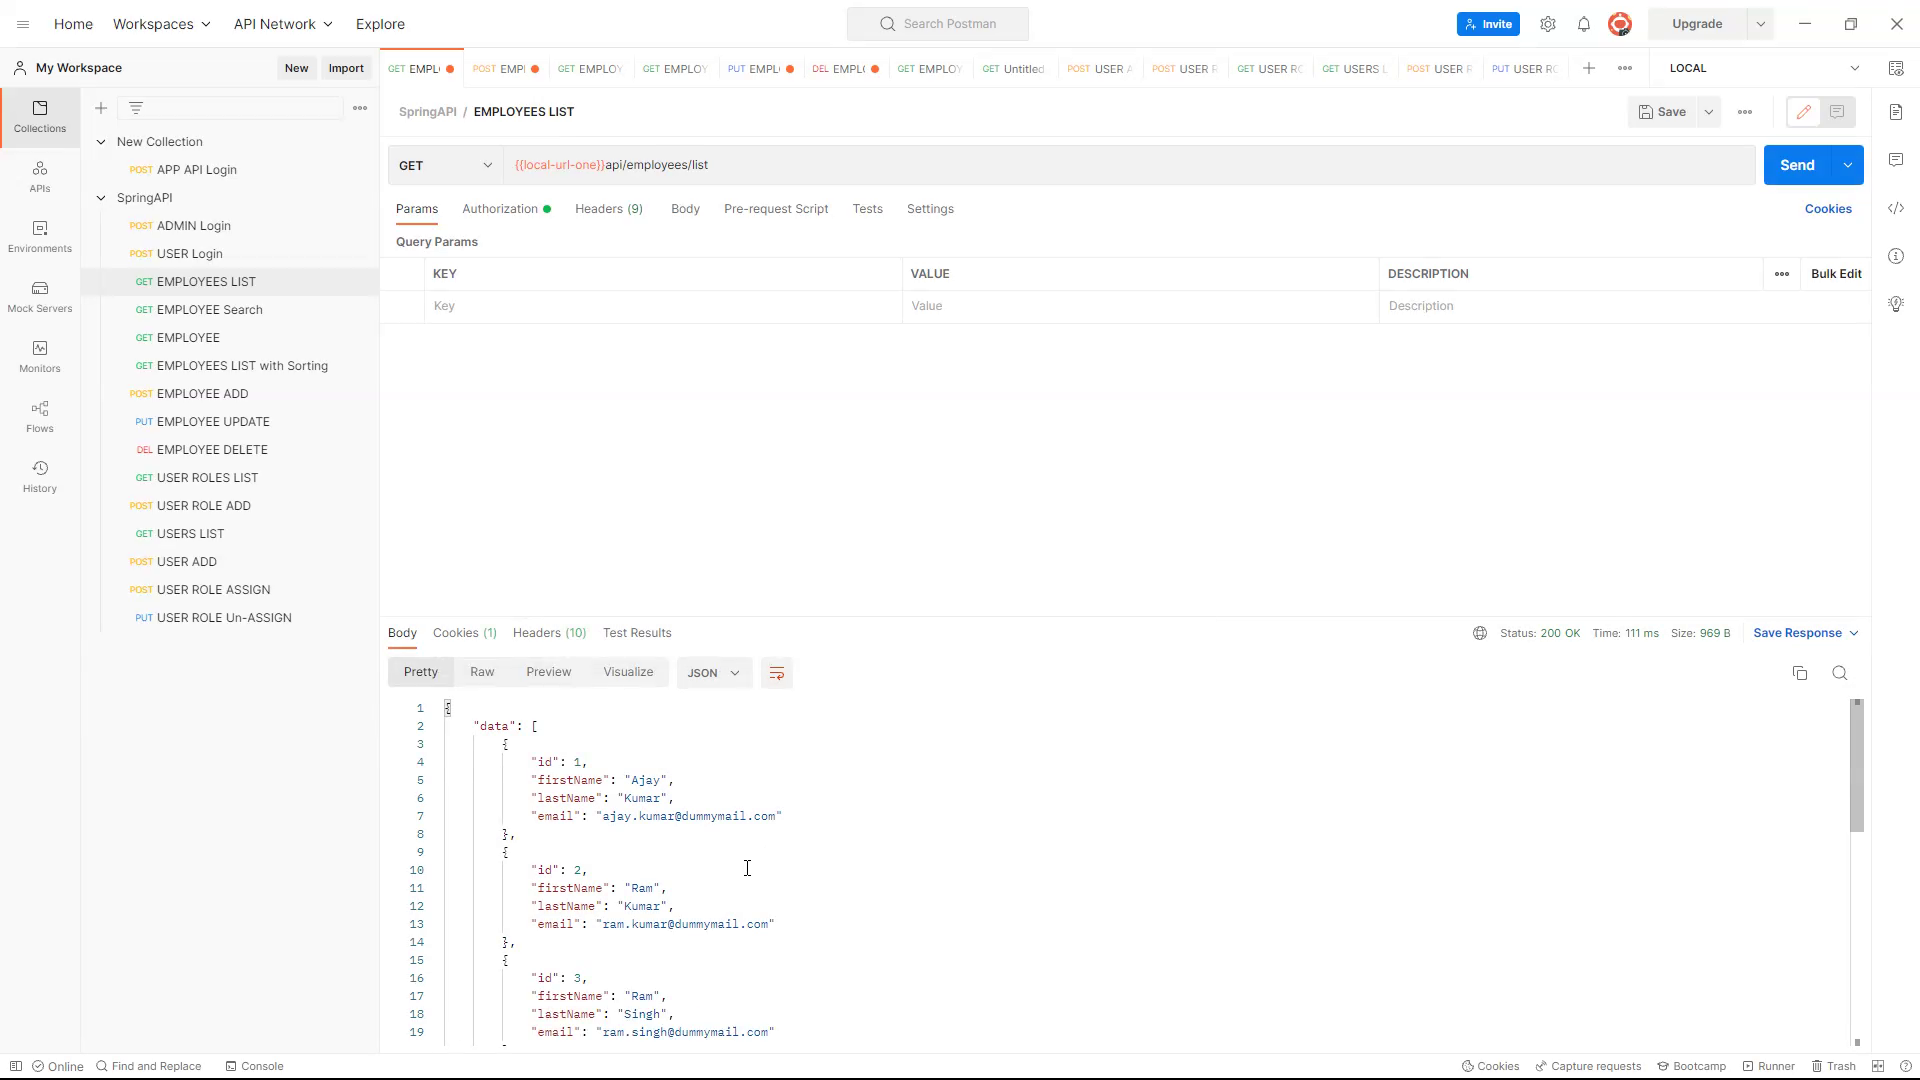 Home Workspaces API Network Explore Search Postman Invite Upgrade
My Workspace New Import GET EMPL POST EMPl GET EMPLOY GET EMPLOY PUT EMPL DEL EMPL GET EMPLOY GET Untitled POST USER A POST USER R GET USER RO GET USERS L POST USER R PUT USER RO LOCAL
Collections
APIs
Environments
Mock Servers
Monitors
Flows
History
New Collection
POST APP API Login
SpringAPI
POST ADMIN Login
POST USER Login
GET EMPLOYEES LIST
GET EMPLOYEE Search
GET EMPLOYEE
GET EMPLOYEES LIST with Sorting
POST EMPLOYEE ADD
PUT EMPLOYEE UPDATE
DEL EMPLOYEE DELETE
GET USER ROLES LIST
POST USER ROLE ADD
GET USERS LIST
POST USER ADD
POST USER ROLE ASSIGN
PUT USER ROLE Un-ASSIGN
SpringAPI / EMPLOYEES LIST Save
GET {{local-url-one}}api/employees/list Send
Params Authorization Headers (9) Body Pre-request Script Tests Settings Cookies
Query Params
KEY VALUE DESCRIPTION Bulk Edit
Key Value Description
Body Cookies (1) Headers (10) Test Results Status: 200 OK Time: 111 ms Size: 969 B Save Response
Pretty Raw Preview Visualize JSON
1 {
2 "data": [
3 {
4 "id": 1,
5 "firstName": "Ajay",
6 "lastName": "Kumar",
7 "email": "ajay.kumar@dummymail.com"
8 },
9 {
10 "id": 2,
11 "firstName": "Ram",
12 "lastName": "Kumar",
13 "email": "ram.kumar@dummymail.com"
14 },
15 {
16 "id": 3,
17 "firstName": "Ram",
18 "lastName": "Singh",
19 "email": "ram.singh@dummymail.com"
Online Find and Replace Console Cookies Capture requests Bootcamp Runner Trash